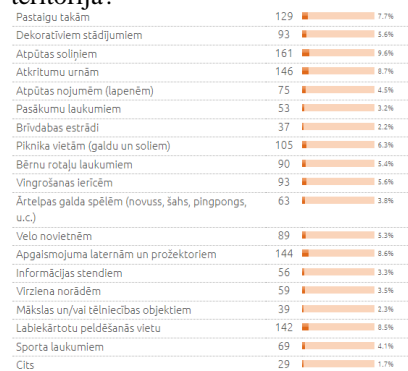 teritorijā?
Pastaigu takām 129 7.7%
Dekoratīviem stādījumiem 93 5.6%
Atpūtas soliņiem 161 9.6%
Atkritumu urnām 146 8.7%
Atpūtas nojumēm (lapenēm) 75 4.5%
Pasākumu laukumiem 53 3.2%
Brīvdabas estrādi 37 2.2%
Piknika vietām (galdu un soliem) 105 6.3%
Bērnu rotaļu laukumiem 90 5.4%
Vingrošanas ierīcēm 93 5.6%
Ārtelpas galda spēlēm (novuss, šahs, pingpongs, 63 3.8%
u.c.)
Velo novietnēm 89 5.3%
Apgaismojuma laternām un prožektoriem 144 8.6%
Informācijas stendiem 56 3.3%
Virziena norādēm 59 3.5%
Mākslas un/vai tēlniecības objektiem 39 2.3%
Labiekārtotu peldēšanās vietu 142 8.5%
Sporta laukumiem 69 4.1%
Cits 29 1.7%